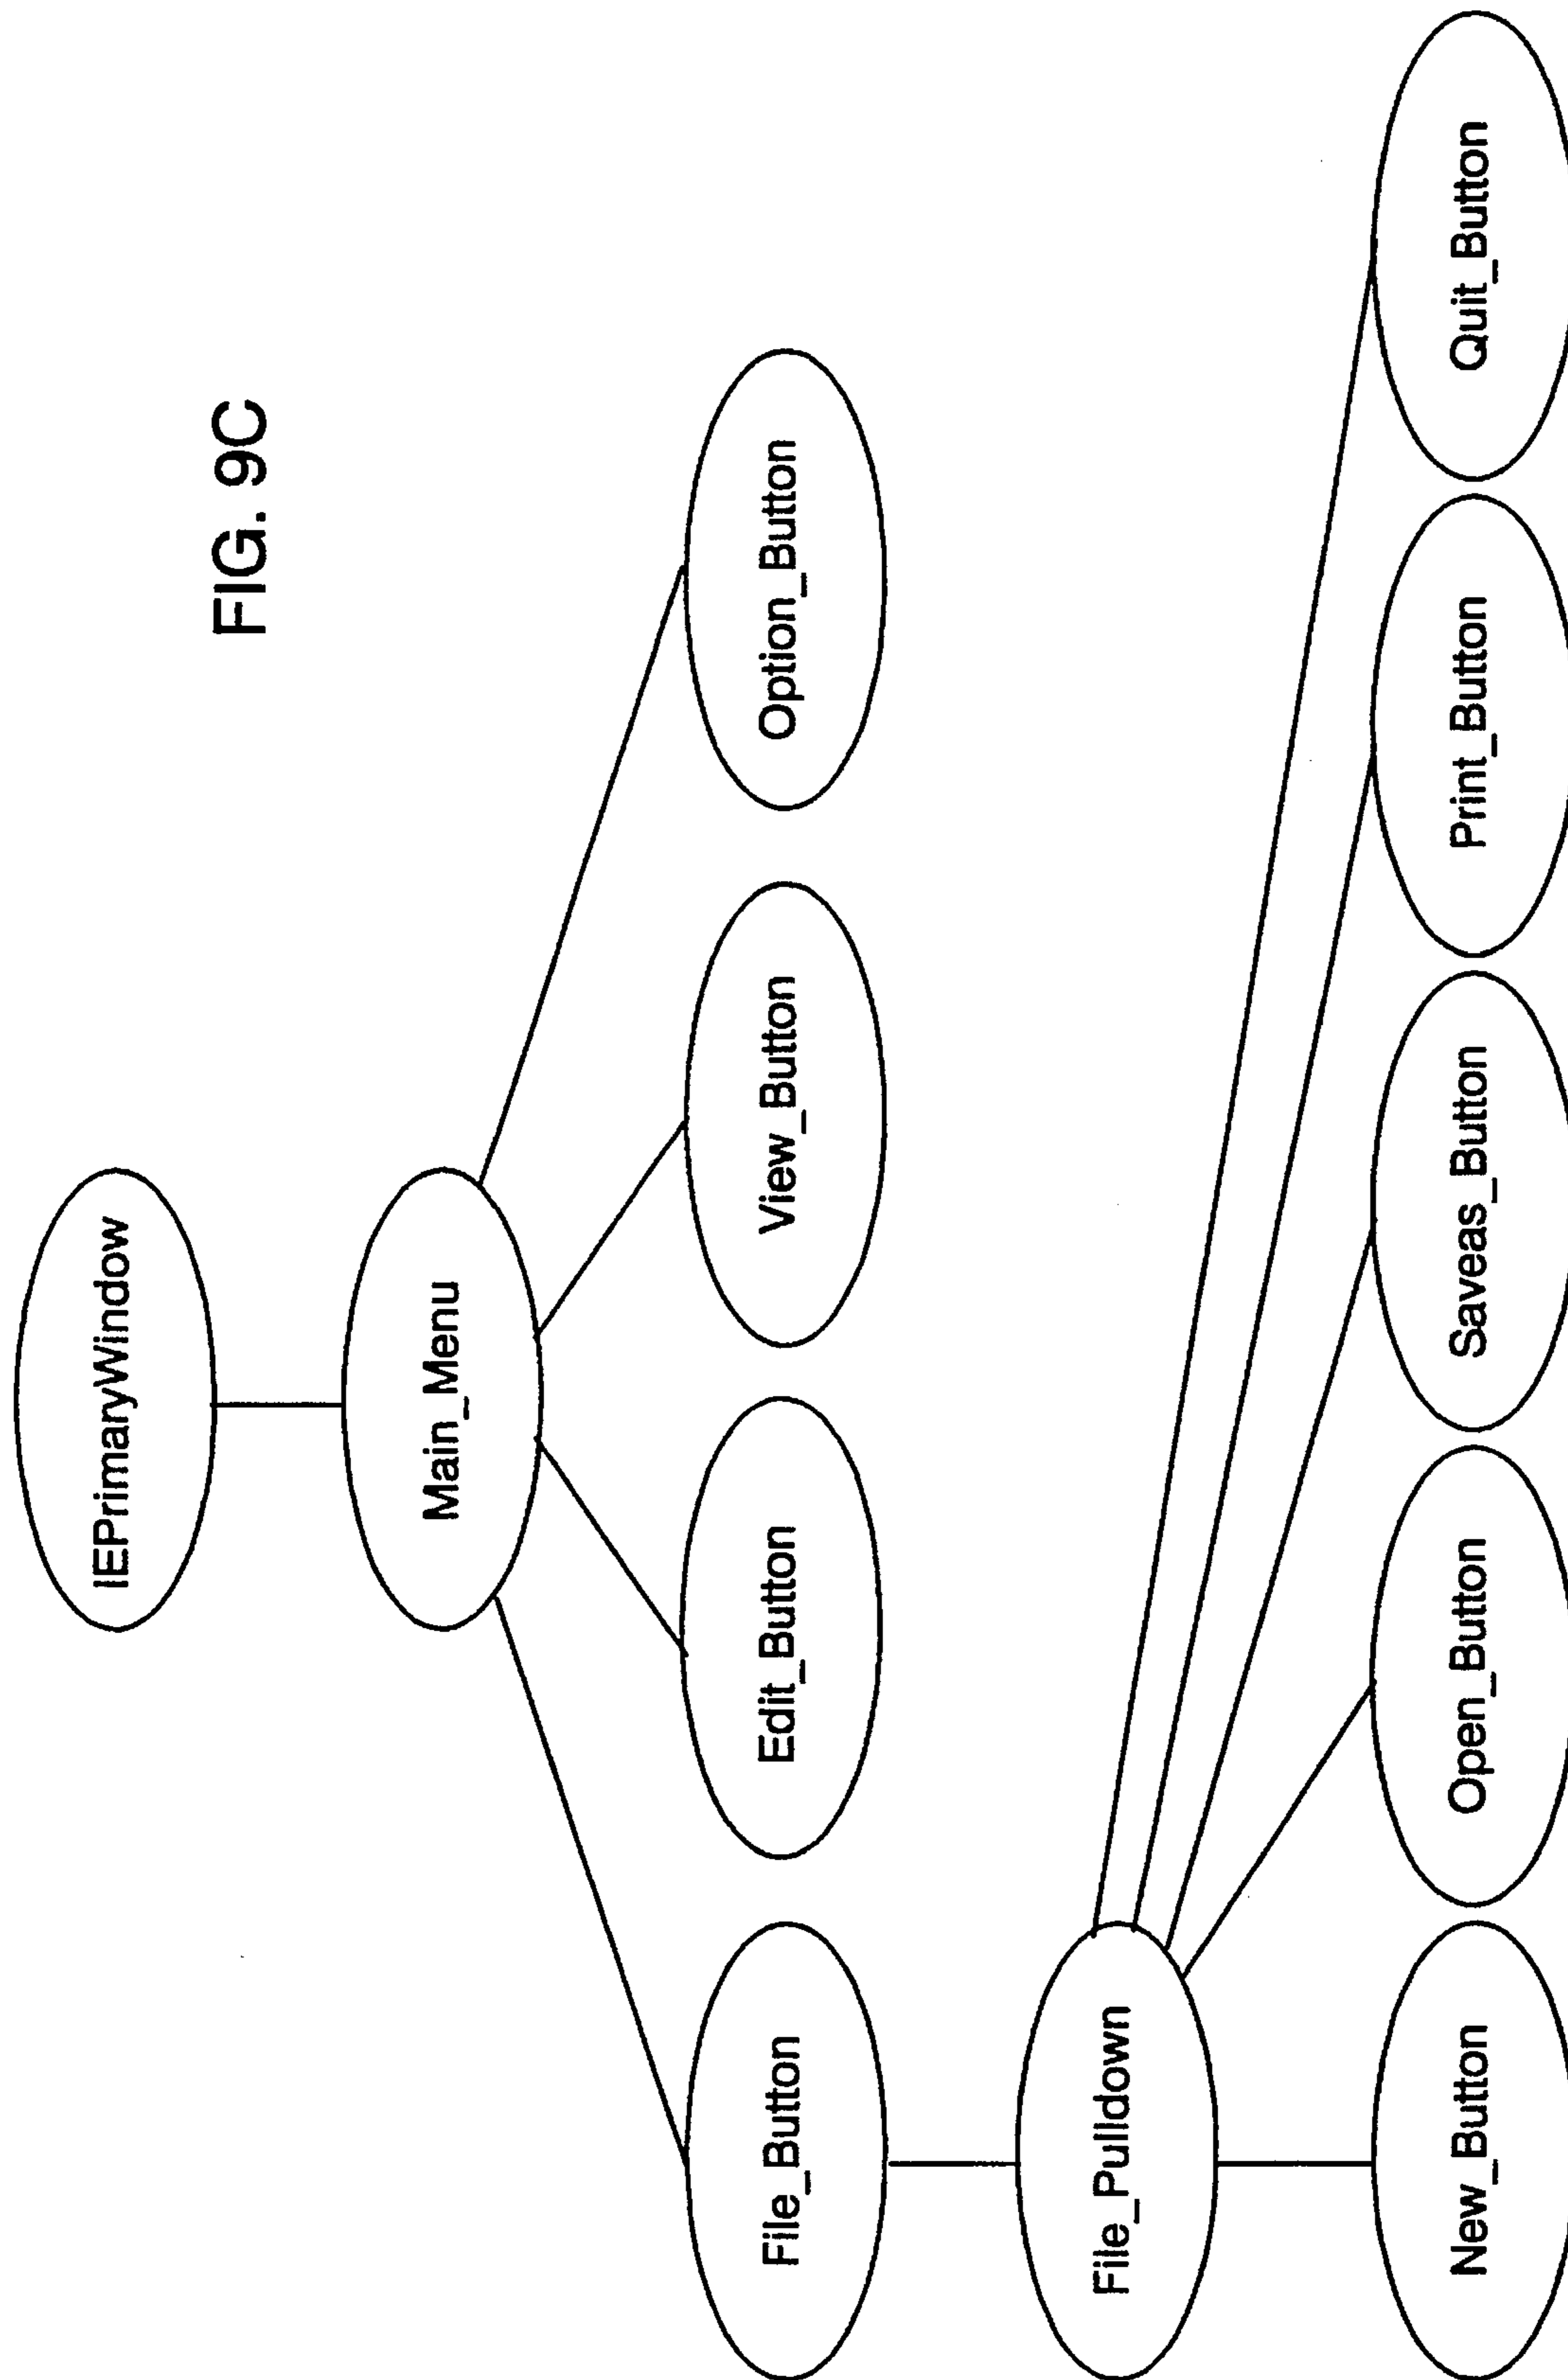 FIG. 9C
IEPrimaryWindow
Main_Menu
File_Button
Edit_Button
View_Button
Option_Button
File_Pulldown
New_Button
Open_Button
Saveas_Button
Print_Button
Quit_Button